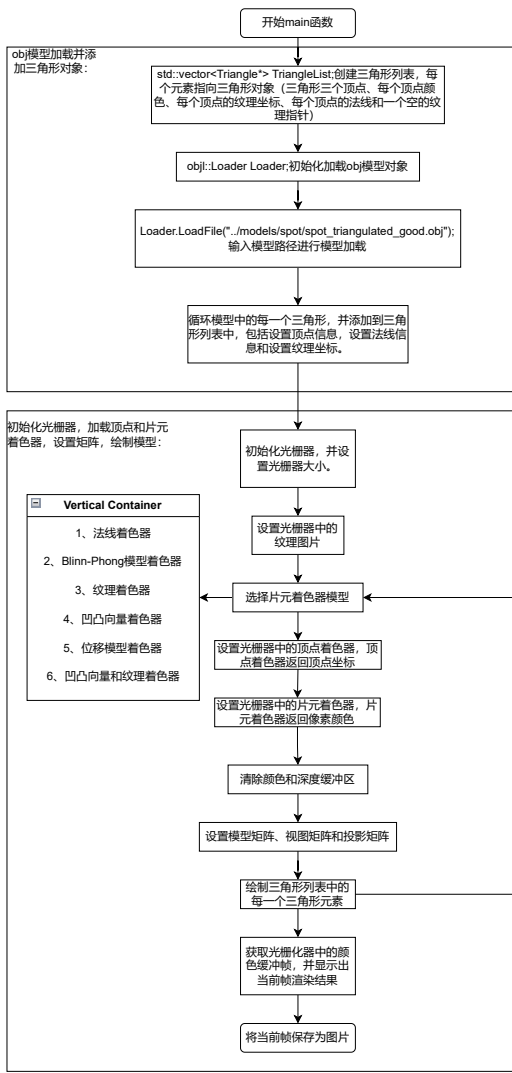 开始main函数
obj模型加载并添
加三角形对象：
std::vector<Triangle*> TriangleList;创建三角形列表，每
个元素指向三角形对象（三角形三个顶点、每个顶点颜
色、每个顶点的纹理坐标、每个顶点的法线和一个空的纹
理指针）
objl::Loader Loader;初始化加载obj模型对象
Loader.LoadFile("../models/spot/spot_triangulated_good.obj");
输入模型路径进行模型加载
循环模型中的每一个三角形，并添加到三角
形列表中，包括设置顶点信息，设置法线信
息和设置纹理坐标。
初始化光栅器，加载顶点和片元
着色器，设置矩阵，绘制模型：
初始化光栅器，并设
置光栅器大小。
设置光栅器中的
纹理图片
Vertical Container
1、法线着色器
2、Blinn-Phong模型着色器
3、纹理着色器
4、凹凸向量着色器
5、位移模型着色器
6、凹凸向量和纹理着色器
选择片元着色器模型
设置光栅器中的顶点着色器，顶
点着色器返回顶点坐标
设置光栅器中的片元着色器，片
元着色器返回像素颜色
清除颜色和深度缓冲区
设置模型矩阵、视图矩阵和投影矩阵
绘制三角形列表中的
每一个三角形元素
获取光栅化器中的颜
色缓冲帧，并显示出
当前帧渲染结果
将当前帧保存为图片